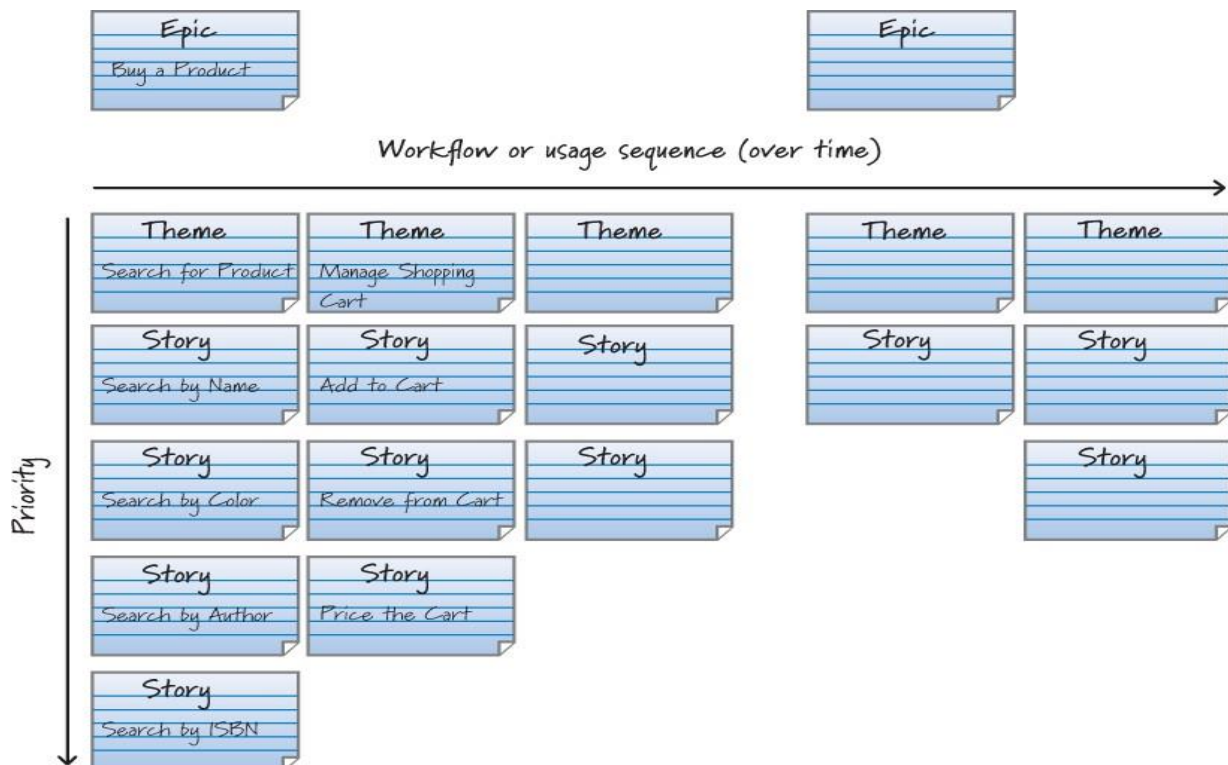 Epic
Buy a Product
Epic
Workflow or usage sequence (over time)
Priority
Theme
Search for Product
Theme
Manage Shopping
Cart
Theme
Theme
Theme
Story
Search by Name
Story
Add to Cart
Story
Story
Story
Story
Search by Color
Story
Remove from Cart
Story
Story
Story
Search by Author
Story
Price the Cart
Story
Search by ISBN